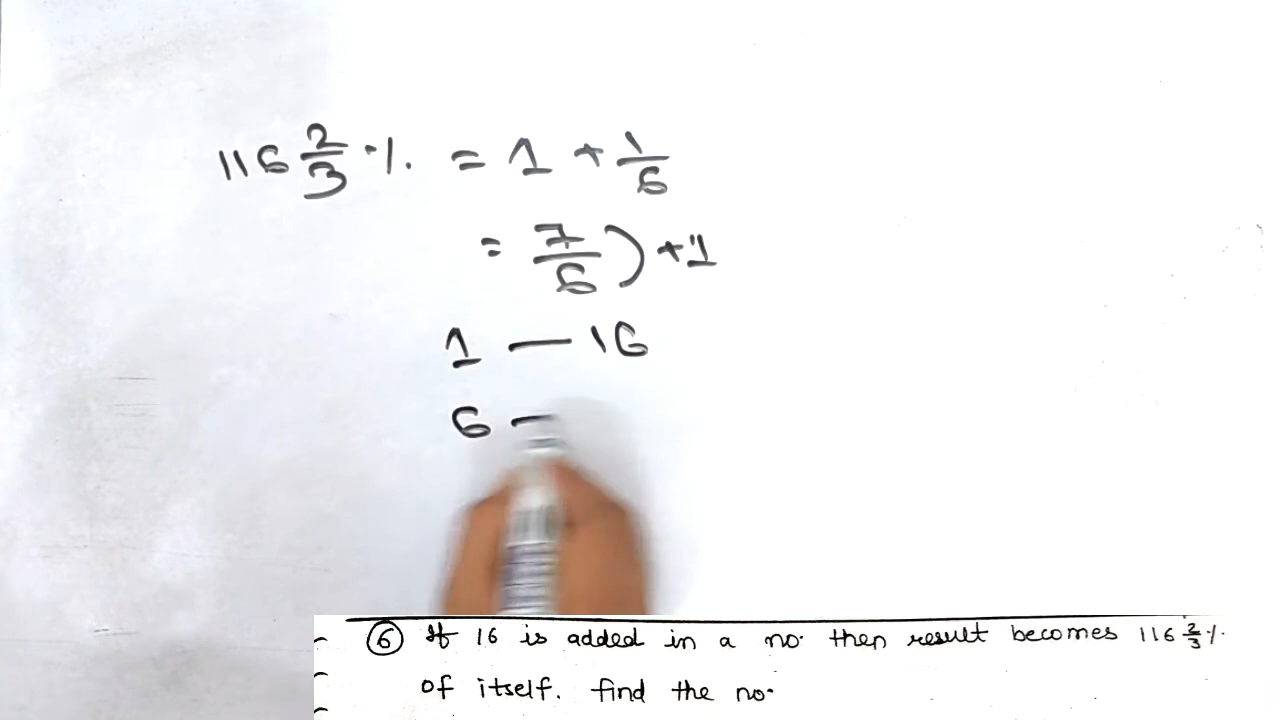 116 2/3 % = 1 + 1/6
= 7/6 ) +1
1 — 16
6 —
⑥ If 16 is added in a no. then result becomes 116 2/3 %.
of itself. find the no.